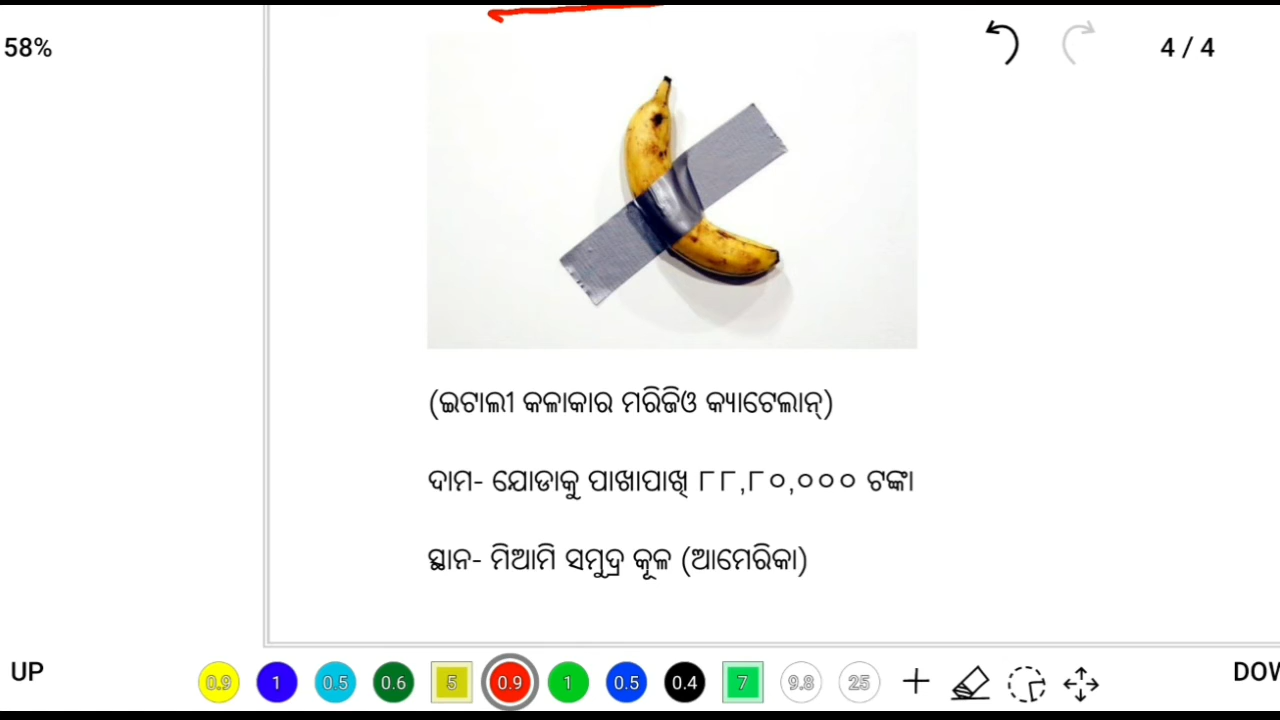 58%
4 / 4
(ଇଟାଲୀ କଳାକାର ମରିଜିଓ କ୍ୟାଟେଲାନ୍)
ଦାମ- ଯୋଡାକୁ ପାଖାପାଖି ୮୮,୮୦,୦୦୦ ଟଙ୍କା
ସ୍ଥାନ- ମିଆମି ସମୁଦ୍ର କୂଳ (ଆମେରିକା)
UP 0.9 1 0.5 0.6 5 0.9 1 0.5 0.4 7 9.8 25 DOW